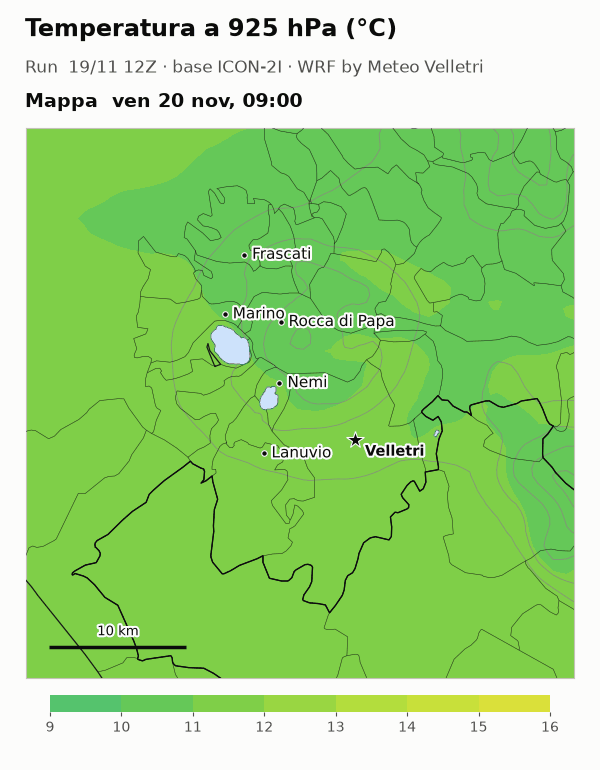 Temperatura a 925 hPa (°C)
Run  19/11 12Z · base ICON-2I · WRF by Meteo Velletri
Mappa  ven 20 nov, 09:00
Frascati
Marino
Rocca di Papa
Nemi
Velletri
Lanuvio
10 km
9 10 11 12 13 14 15 16